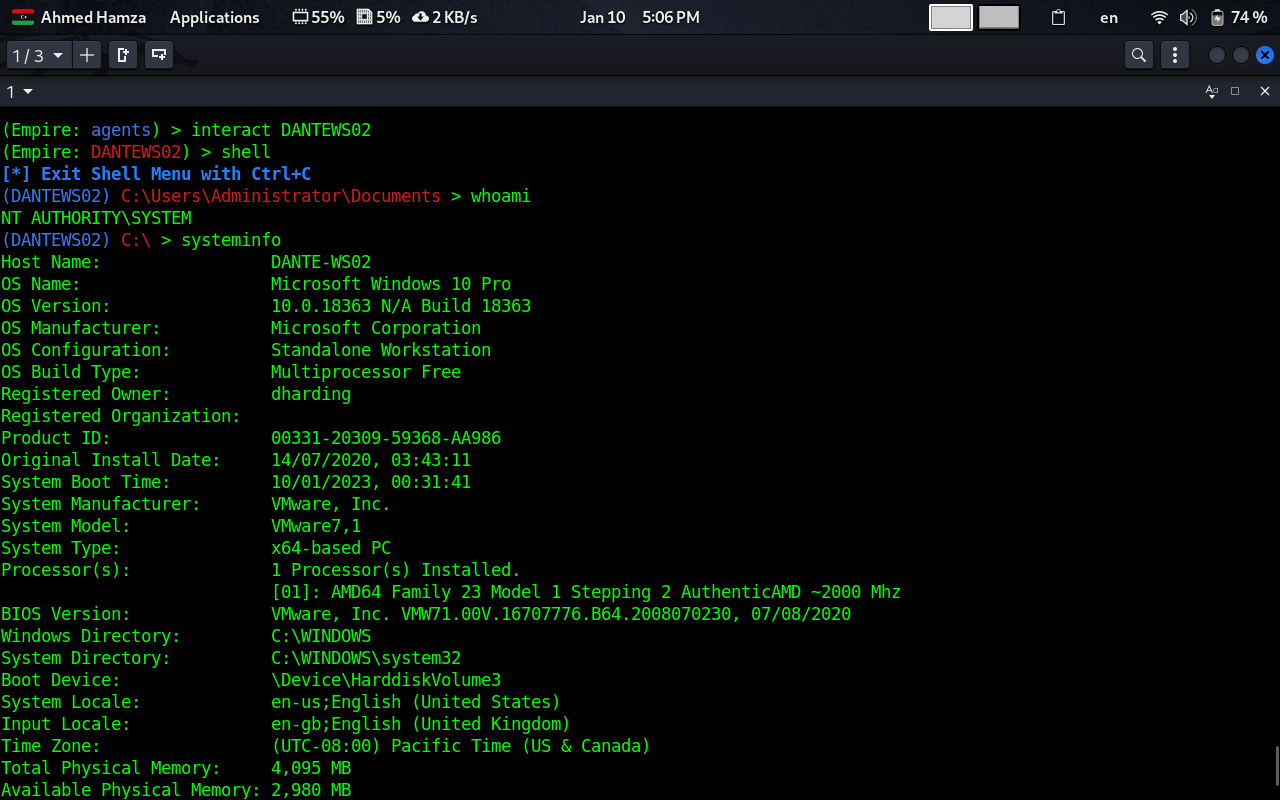 Ahmed Hamza Applications 55% 5% 2 KB/s Jan 10 5:06 PM en 74 %
1 / 3
1
(Empire: agents) > interact DANTEWS02
(Empire: DANTEWS02) > shell
[*] Exit Shell Menu with Ctrl+C
(DANTEWS02) C:\Users\Administrator\Documents > whoami
NT AUTHORITY\SYSTEM
(DANTEWS02) C:\ > systeminfo
Host Name: DANTE-WS02
OS Name: Microsoft Windows 10 Pro
OS Version: 10.0.18363 N/A Build 18363
OS Manufacturer: Microsoft Corporation
OS Configuration: Standalone Workstation
OS Build Type: Multiprocessor Free
Registered Owner: dharding
Registered Organization:
Product ID: 00331-20309-59368-AA986
Original Install Date: 14/07/2020, 03:43:11
System Boot Time: 10/01/2023, 00:31:41
System Manufacturer: VMware, Inc.
System Model: VMware7,1
System Type: x64-based PC
Processor(s): 1 Processor(s) Installed.
[01]: AMD64 Family 23 Model 1 Stepping 2 AuthenticAMD ~2000 Mhz
BIOS Version: VMware, Inc. VMW71.00V.16707776.B64.2008070230, 07/08/2020
Windows Directory: C:\WINDOWS
System Directory: C:\WINDOWS\system32
Boot Device: \Device\HarddiskVolume3
System Locale: en-us;English (United States)
Input Locale: en-gb;English (United Kingdom)
Time Zone: (UTC-08:00) Pacific Time (US & Canada)
Total Physical Memory: 4,095 MB
Available Physical Memory: 2,980 MB